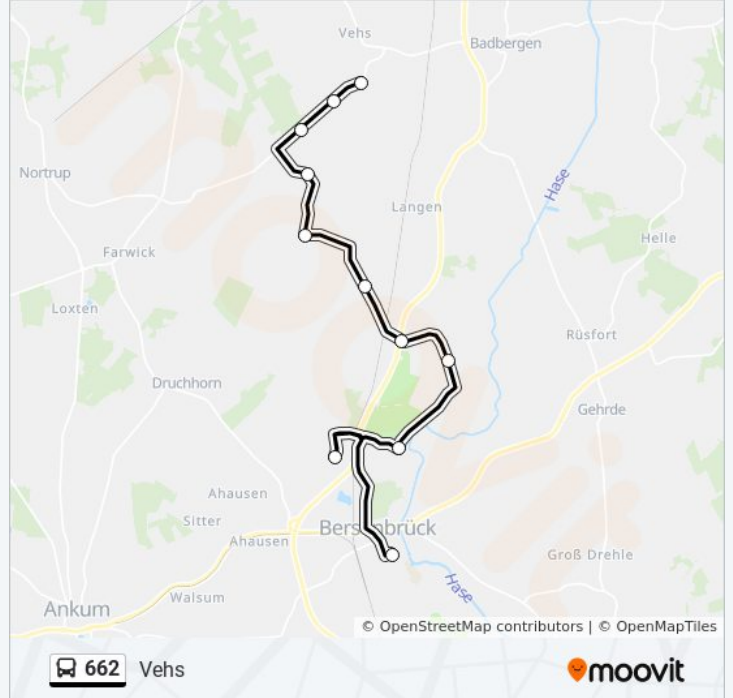 Vehs
Badbergen
Nortrup
Hase
Langen
Farwick
Helle
Loxten
Rüsfort
Druchhorn
Gehrde
Ahausen
Sitter
Ahausen
Bersenbrück
Groß Drehle
Walsum
Hase
Ankum
© OpenStreetMap contributors | © OpenMapTiles
662 Vehs
moovit